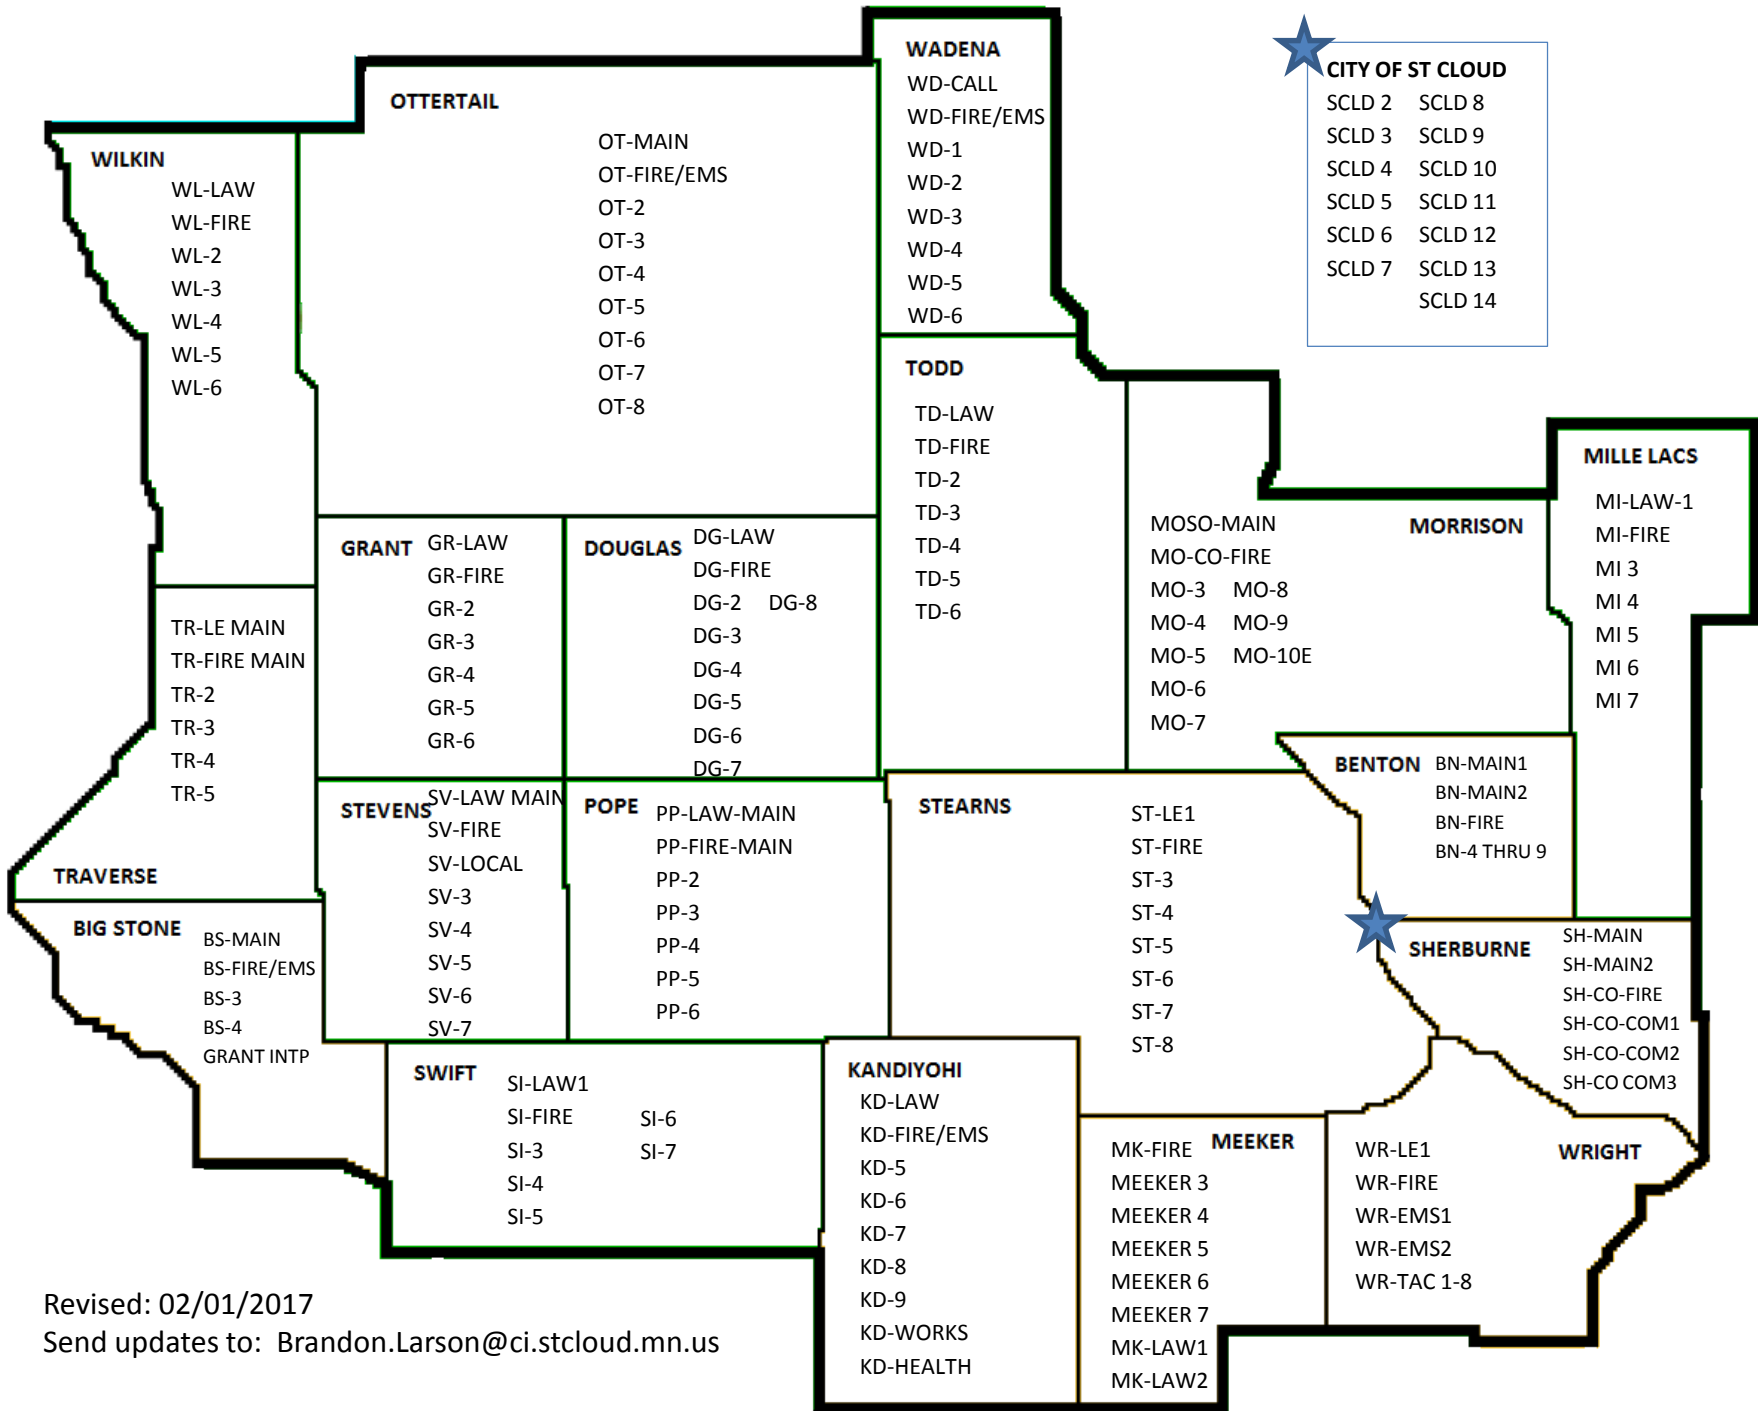 WADENA
WD-CALL
WD-FIRE/EMS
WD-1
WD-2
WD-3
WD-4
WD-5
WD-6
CITY OF ST CLOUD
SCLD 2 SCLD 8
SCLD 3 SCLD 9
SCLD 4 SCLD 10
SCLD 5 SCLD 11
SCLD 6 SCLD 12
SCLD 7 SCLD 13
SCLD 14
OTTERTAIL
OT-MAIN
OT-FIRE/EMS
OT-2
OT-3
OT-4
OT-5
OT-6
OT-7
OT-8
WILKIN
WL-LAW
WL-FIRE
WL-2
WL-3
WL-4
WL-5
WL-6
TODD
TD-LAW
TD-FIRE
TD-2
TD-3
TD-4
TD-5
TD-6
MILLE LACS
MI-LAW-1
MI-FIRE
MI 3
MI 4
MI 5
MI 6
MI 7
MORRISON
MOSO-MAIN
MO-CO-FIRE
MO-3 MO-8
MO-4 MO-9
MO-5 MO-10E
MO-6
MO-7
GRANT
GR-LAW
GR-FIRE
GR-2
GR-3
GR-4
GR-5
GR-6
DOUGLAS
DG-LAW
DG-FIRE
DG-2 DG-8
DG-3
DG-4
DG-5
DG-6
DG-7
TR-LE MAIN
TR-FIRE MAIN
TR-2
TR-3
TR-4
TR-5
TRAVERSE
STEVENS
SV-LAW MAIN
SV-FIRE
SV-LOCAL
SV-3
SV-4
SV-5
SV-6
SV-7
POPE
PP-LAW-MAIN
PP-FIRE-MAIN
PP-2
PP-3
PP-4
PP-5
PP-6
STEARNS
ST-LE1
ST-FIRE
ST-3
ST-4
ST-5
ST-6
ST-7
ST-8
BENTON
BN-MAIN1
BN-MAIN2
BN-FIRE
BN-4 THRU 9
SHERBURNE
SH-MAIN
SH-MAIN2
SH-CO-FIRE
SH-CO-COM1
SH-CO-COM2
SH-CO COM3
BIG STONE
BS-MAIN
BS-FIRE/EMS
BS-3
BS-4
GRANT INTP
SWIFT
SI-LAW1
SI-FIRE SI-6
SI-3 SI-7
SI-4
SI-5
KANDIYOHI
KD-LAW
KD-FIRE/EMS
KD-5
KD-6
KD-7
KD-8
KD-9
KD-WORKS
KD-HEALTH
MEEKER
MK-FIRE
MEEKER 3
MEEKER 4
MEEKER 5
MEEKER 6
MEEKER 7
MK-LAW1
MK-LAW2
WRIGHT
WR-LE1
WR-FIRE
WR-EMS1
WR-EMS2
WR-TAC 1-8
Revised: 02/01/2017
Send updates to: Brandon.Larson@ci.stcloud.mn.us